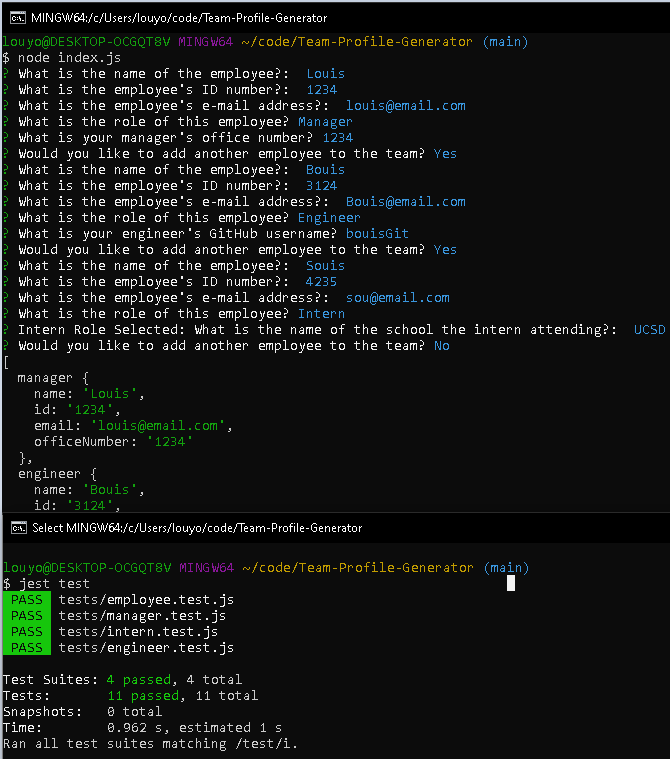 MINGW64:/c/Users/louyo/code/Team-Profile-Generator
louyo@DESKTOP-OCGQT8V MINGW64 ~/code/Team-Profile-Generator (main)
$ node index.js
? What is the name of the employee?:  Louis
? What is the employee's ID number?:  1234
? What is the employee's e-mail address?:  louis@email.com
? What is the role of this employee? Manager
? What is your manager's office number? 1234
? Would you like to add another employee to the team? Yes
? What is the name of the employee?:  Bouis
? What is the employee's ID number?:  3124
? What is the employee's e-mail address?:  Bouis@email.com
? What is the role of this employee? Engineer
? What is your engineer's GitHub username? bouisGit
? Would you like to add another employee to the team? Yes
? What is the name of the employee?:  Souis
? What is the employee's ID number?:  4235
? What is the employee's e-mail address?:  sou@email.com
? What is the role of this employee? Intern
? Intern Role Selected: What is the name of the school the intern attending?:  UCSD
? Would you like to add another employee to the team? No
[
  manager {
    name: 'Louis',
    id: '1234',
    email: 'louis@email.com',
    officeNumber: '1234'
  },
  engineer {
    name: 'Bouis',
    id: '3124',
Select MINGW64:/c/Users/louyo/code/Team-Profile-Generator
louyo@DESKTOP-OCGQT8V MINGW64 ~/code/Team-Profile-Generator (main)
$ jest test
PASS  tests/employee.test.js
PASS  tests/manager.test.js
PASS  tests/intern.test.js
PASS  tests/engineer.test.js
Test Suites: 4 passed, 4 total
Tests:       11 passed, 11 total
Snapshots:   0 total
Time:        0.962 s, estimated 1 s
Ran all test suites matching /test/i.